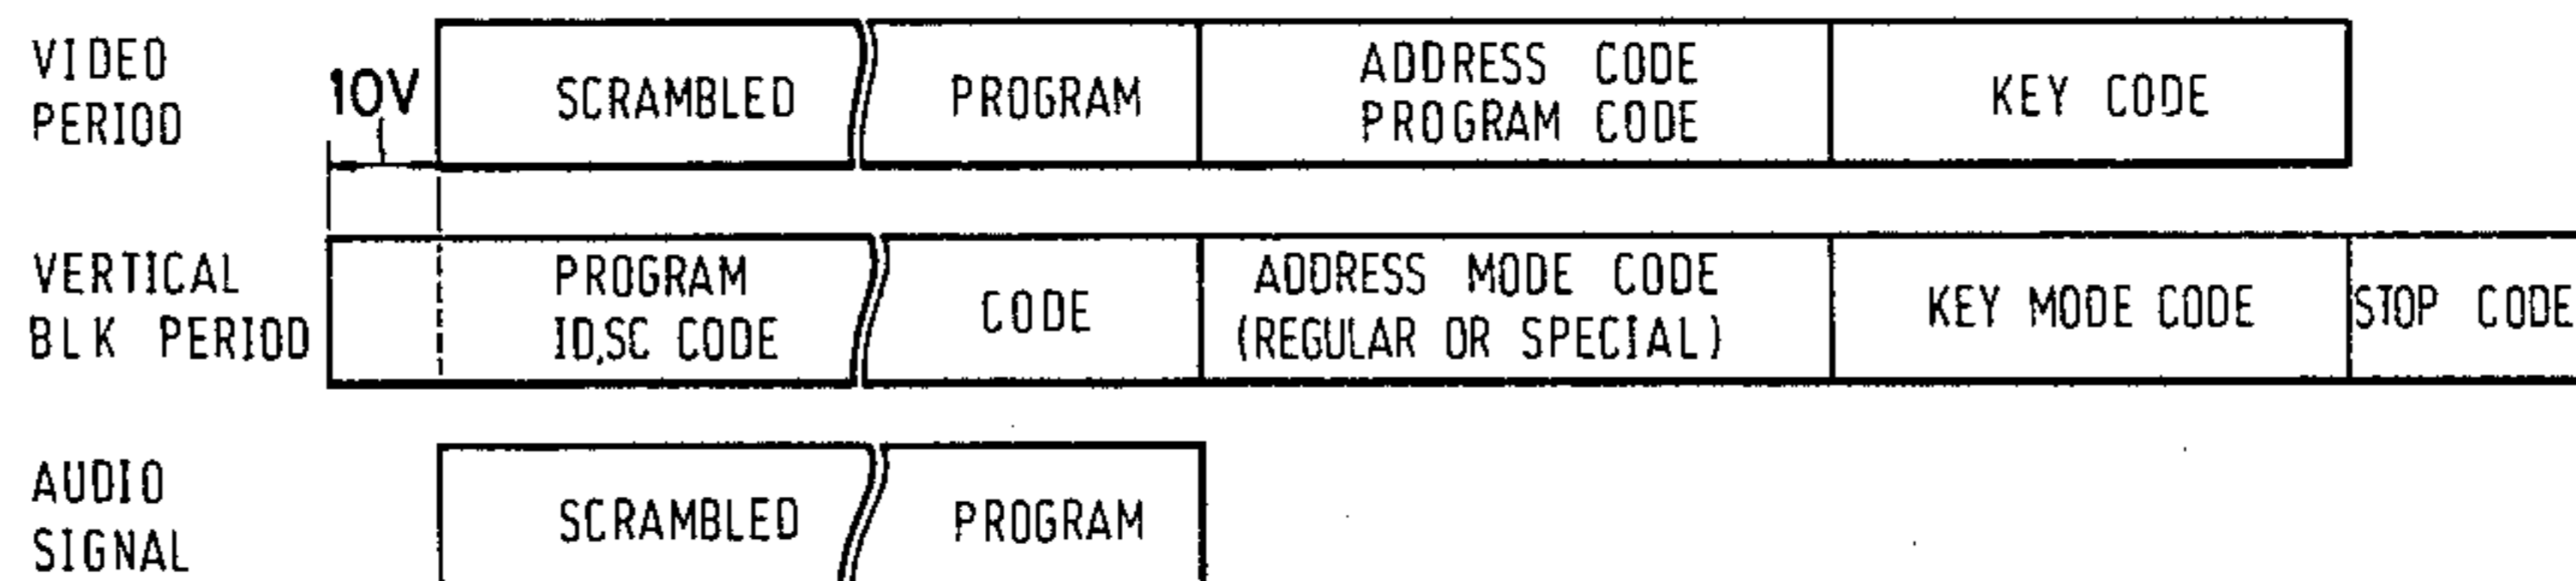 VIDEO
PERIOD
10V
SCRAMBLED
PROGRAM
ADDRESS CODE
PROGRAM CODE
KEY CODE
VERTICAL
BLK PERIOD
PROGRAM
ID,SC CODE
CODE
ADDRESS MODE CODE
(REGULAR OR SPECIAL)
KEY MODE CODE
STOP CODE
AUDIO
SIGNAL
SCRAMBLED
PROGRAM